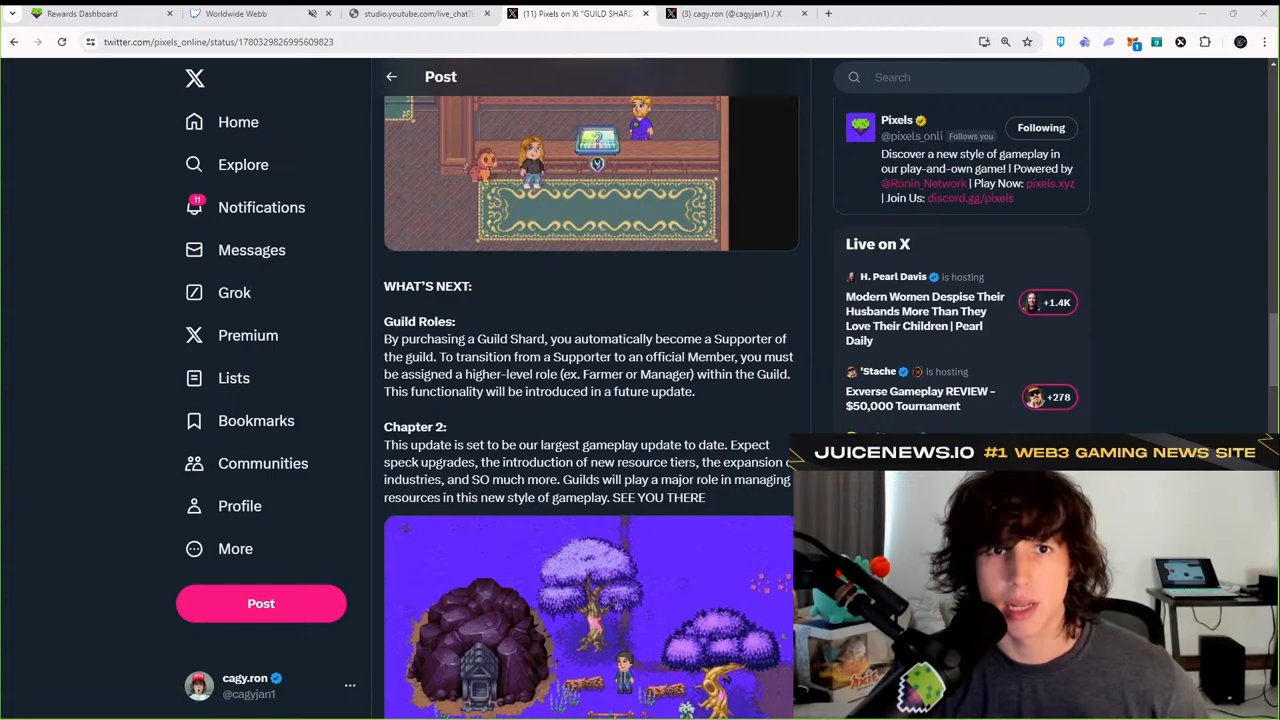 Rewards Dashboard
Worldwide Webb
studio.youtube.com/live_chat?
(11) Pixels on X: "GUILD SHARD
(3) cagy.ron (@cagyjan1) / X
twitter.com/pixels_online/status/1780329826995609823
Home
Explore
11
Notifications
Messages
Grok
Premium
Lists
Bookmarks
Communities
Profile
More
Post
cagy.ron
@cagyjan1
Post
WHAT'S NEXT:
Guild Roles:
By purchasing a Guild Shard, you automatically become a Supporter of
the guild. To transition from a Supporter to an official Member, you must
be assigned a higher-level role (ex. Farmer or Manager) within the Guild.
This functionality will be introduced in a future update.
Chapter 2:
This update is set to be our largest gameplay update to date. Expect
speck upgrades, the introduction of new resource tiers, the expansion
industries, and SO much more. Guilds will play a major role in managing
resources in this new style of gameplay. SEE YOU THERE
Search
Pixels
@pixels_onli Follows you
Following
Discover a new style of gameplay in
our play-and-own game! | Powered by
@Ronin_Network | Play Now: pixels.xyz
| Join Us: discord.gg/pixels
Live on X
H. Pearl Davis is hosting
Modern Women Despise Their
Husbands More Than They
Love Their Children | Pearl
Daily
+1.4K
'Stache is hosting
Exverse Gameplay REVIEW -
$50,000 Tournament
+278
JUICENEWS.IO #1 WEB3 GAMING NEWS SITE